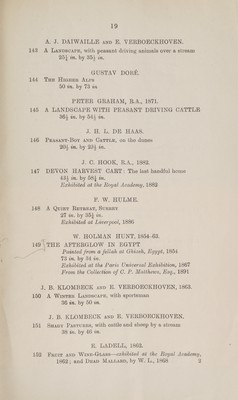 19
A. J. DAIWAILLE AND E. VERBOECKHOVEN.
143 A LANDSCAPE, with peasant driving animals over a stream
25½ in. by 35½ in.
GUSTAV DORÉ.
144 THE HIGHER ALPS
50 in. by 75 in
PETER GRAHAM, R.A., 1871.
145 A LANDSCAPE WITH PEASANT DRIVING CATTLE
36½ in. by 54½ in.
J. H. L. DE HAAS.
146 PEASANT-BOY AND CATTLE, on the dunes
20½ in. by 23½ in.
J. C. HOOK, R.A., 1882.
147 DEVON HARVEST CART: The last handful home
41½ in. by 58½ in.
Exhibited at the Royal Academy, 1882
F. W. HULME.
148 A QUIET RETREAT, SURREY
27 in. by 35½ in.
Exhibited at Liverpool, 1886
W. HOLMAN HUNT, 1854-63.
149 THE AFTERGLOW IN EGYPT
Painted from a fellah at Ghizeh, Egypt, 1854
73 in. by 34 in.
Exhibited at the Paris Universal Exhibition, 1867
From the Collection of C. P. Matthews, Esq., 1891
J. B. KLOMBECK AND E. VERBOECKHOVEN, 1863.
150 A WINTER LANDSCAPE, with sportsman
36 in. by 50 in.
J. B. KLOMBECK AND E. VERBOECKHOVEN.
151 SHADY PASTURES, with cattle and sheep by a stream
38 in. by 46 in.
E. LADELL, 1862.
152 FRUIT AND WINE-GLASS—exhibited at the Royal Academy,
1862; and DEAD MALLARD, by W. L., 1868 2